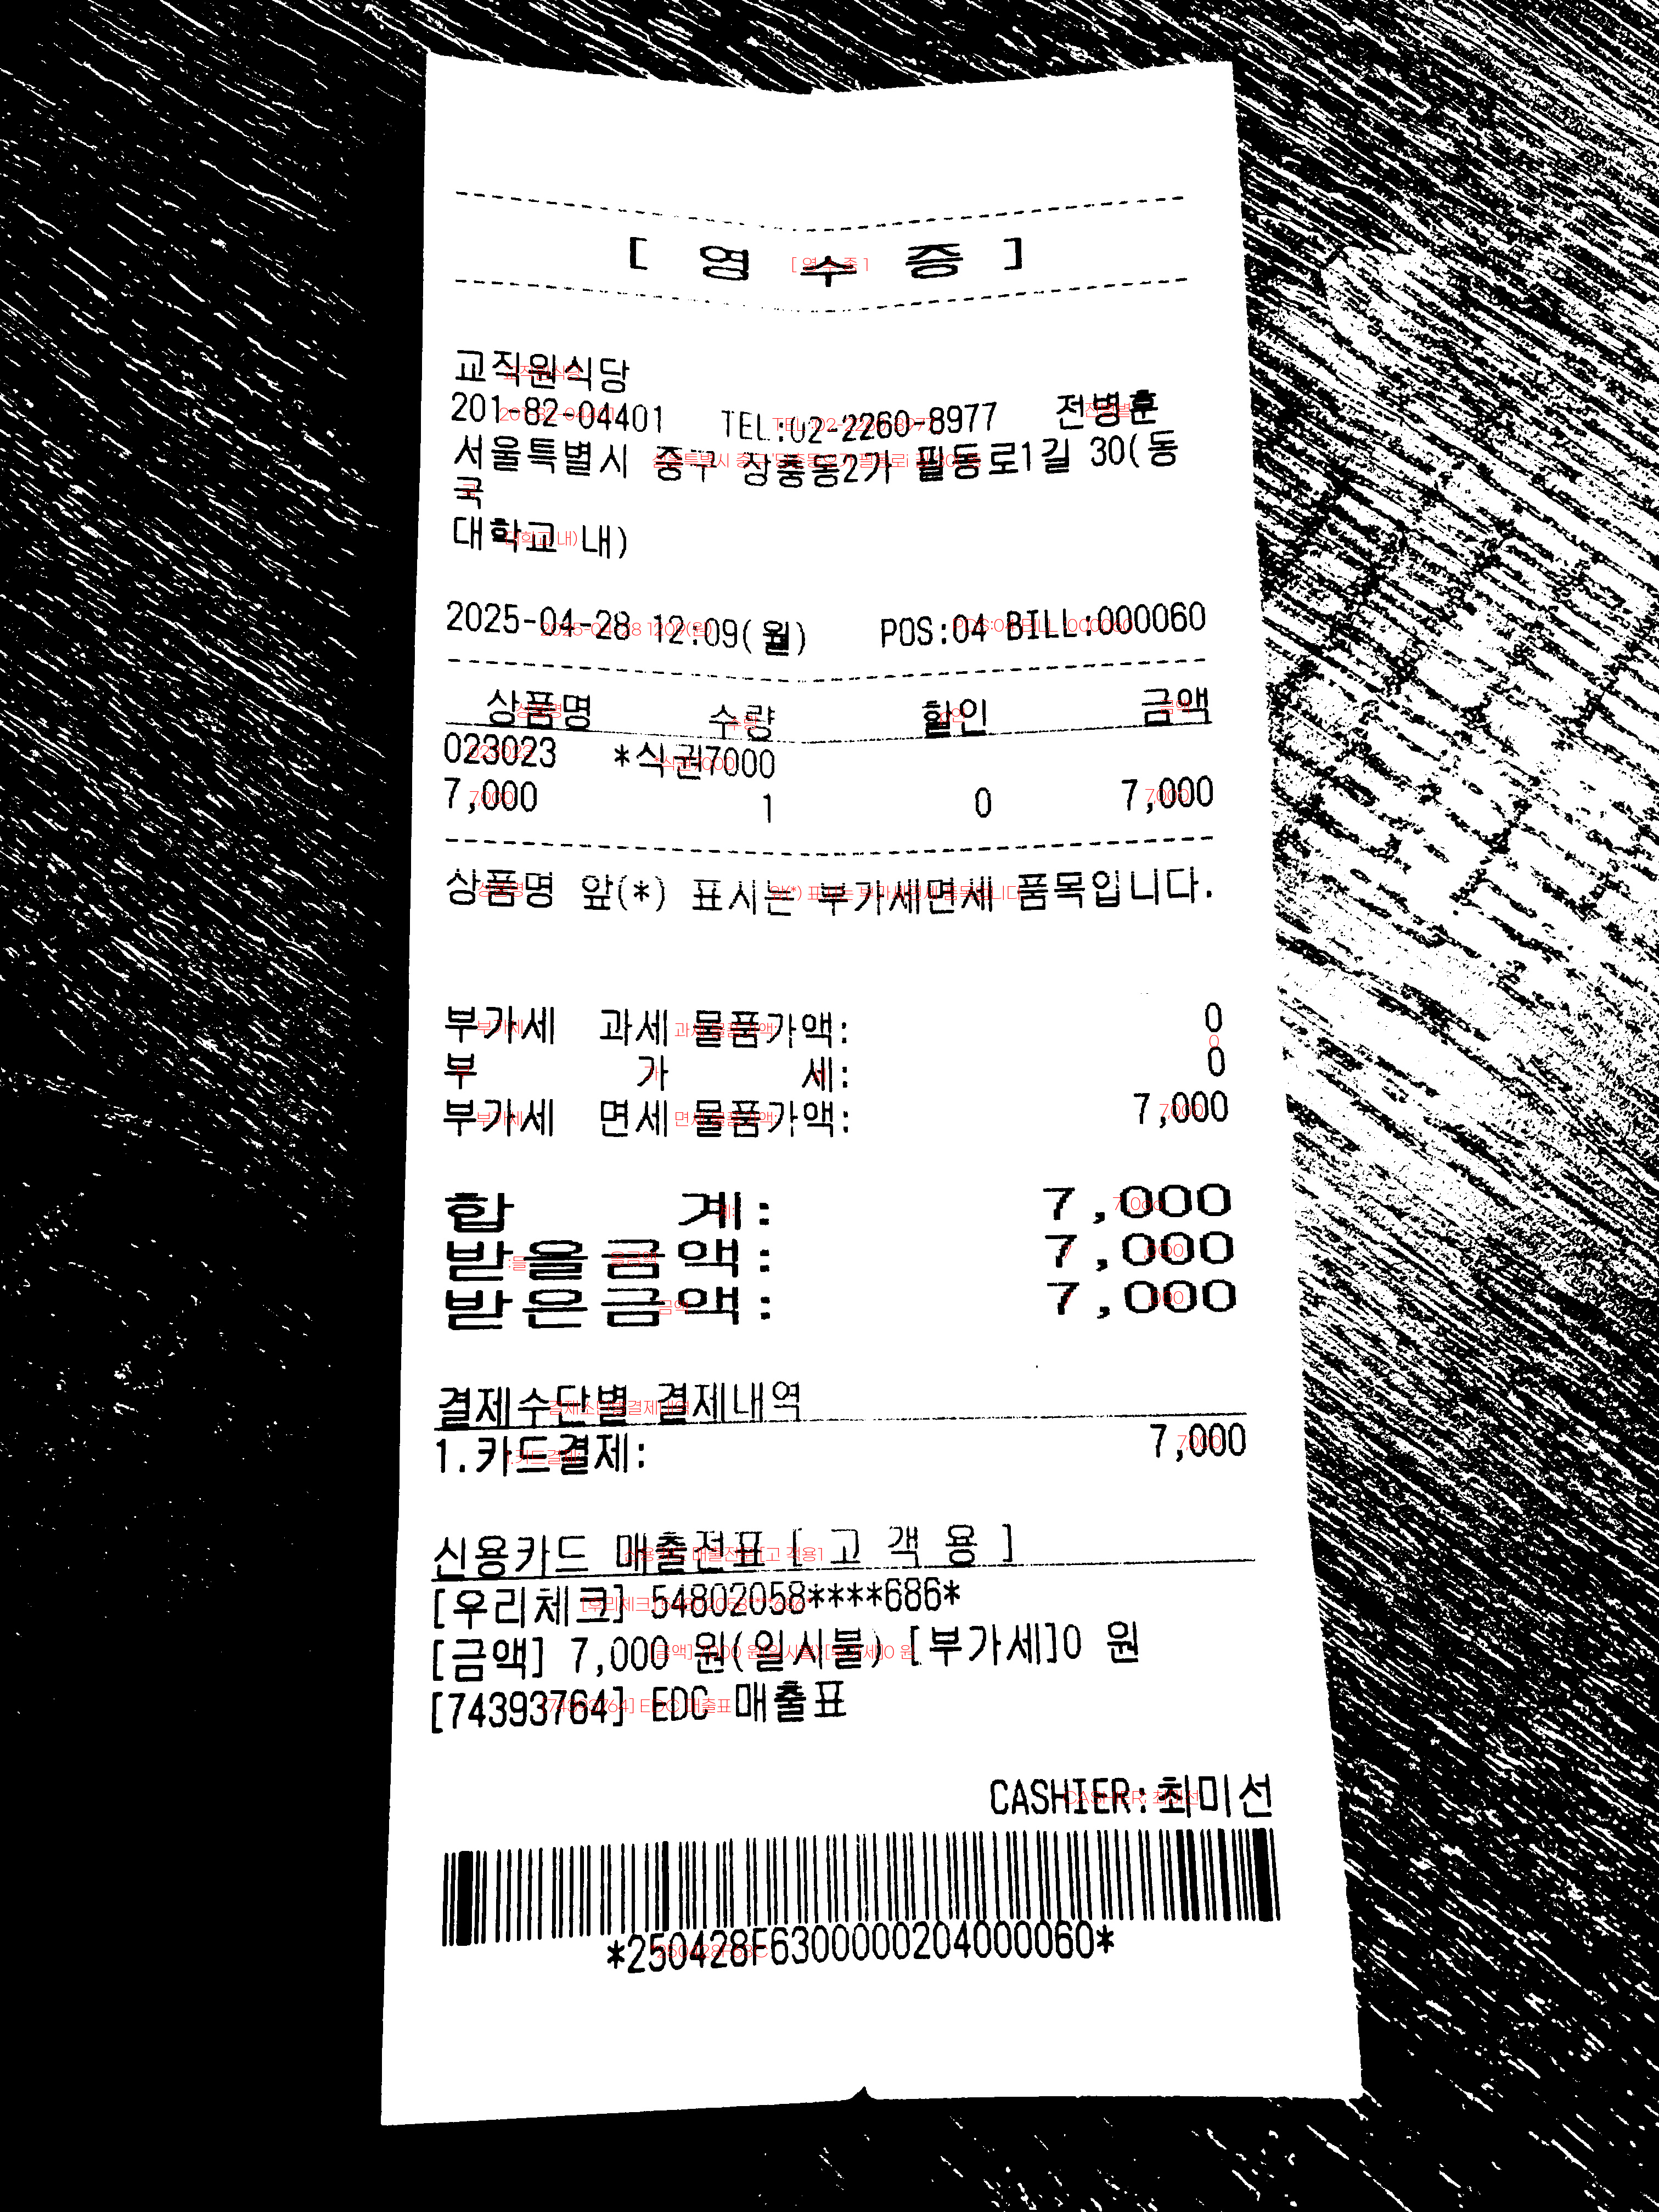 [ 영 수 증 ]
교직원식당
201-82-04401 TEL:02-2260-8977 전병훈
서울특별시 중구 장충동2가 필동로1길 30(동
국
대학교 내)
2025-04-28 12:09(월) POS:04 BILL:000060
상품명 수량 할인 금액
023023 *식권7000
7,000 1 0 7,000
상품명 앞(*) 표시는 부가세면세 품목입니다.
부가세 과세 물품가액: 0
부 가 세: 0
부가세 면세 물품가액: 7,000
합 계: 7,000
받을금액: 7,000
받은금액: 7,000
결제수단별 결제내역
1.카드결제: 7,000
신용카드 매출전표 [ 고 객 용 ]
[우리체크] 54802058****686*
[금액] 7,000 원(일시불) [부가세]0 원
[74393764] EDC 매출표
CASHIER:최미선
*250428F6300000204000060*